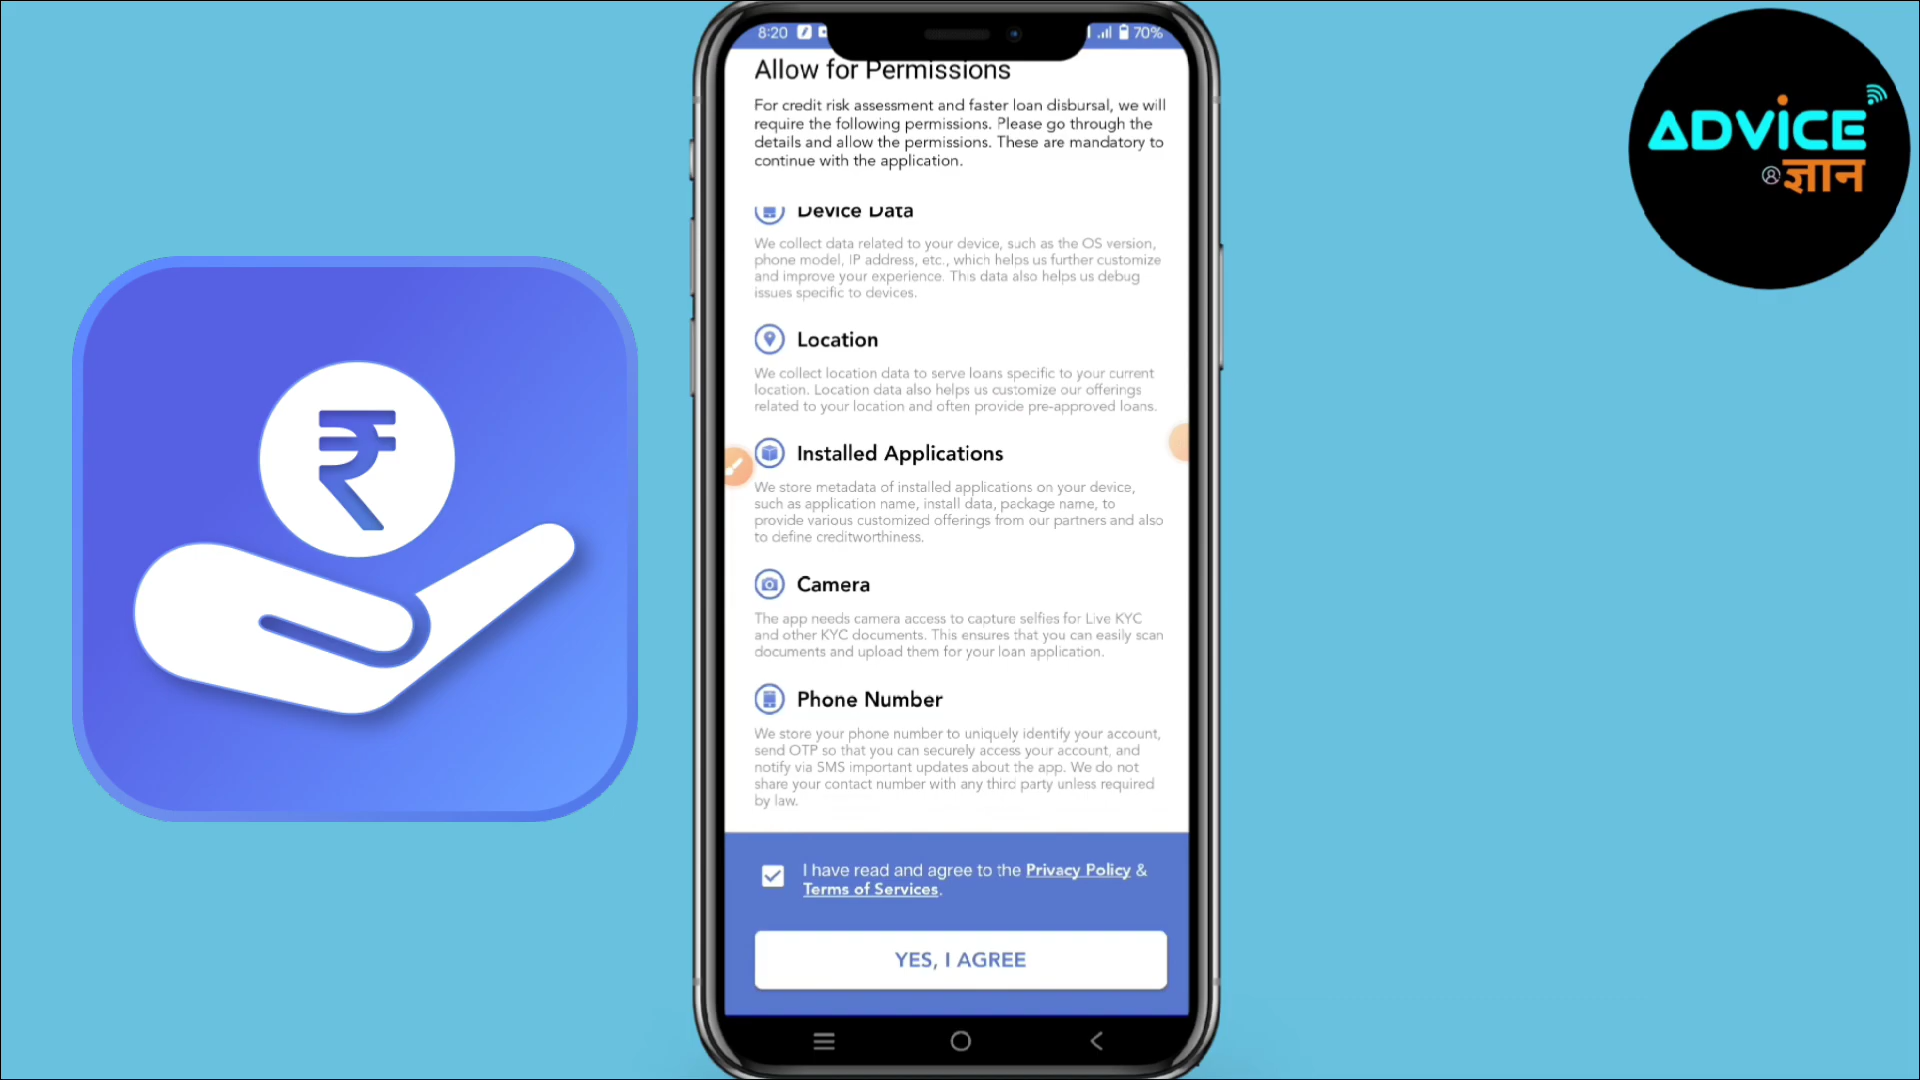 8:20
70%
Allow for Permissions
For credit risk assessment and faster loan disbursal, we will
require the following permissions. Please go through the
details and allow the permissions. These are mandatory to
continue with the application.
Device Data
We collect data related to your device, such as the OS version,
phone model, IP address, etc., which helps us further customize
and improve your experience. This data also helps us debug
issues specific to devices.
Location
We collect location data to serve loans specific to your current
location. Location data also helps us customize our offerings
related to your location and often provide pre-approved loans.
Installed Applications
We store metadata of installed applications on your device,
such as application name, install data, package name, to
provide various customized offerings from our partners and also
to define creditworthiness.
Camera
The app needs camera access to capture selfies for Live KYC
and other KYC documents. This ensures that you can easily scan
documents and upload them for your loan application.
Phone Number
We store your phone number to uniquely identify your account,
send OTP so that you can securely access your account, and
notify via SMS important updates about the app. We do not
share your contact number with any third party unless required
by law.
I have read and agree to the Privacy Policy &
Terms of Services.
YES, I AGREE
₹
ADViCE
ज्ञान